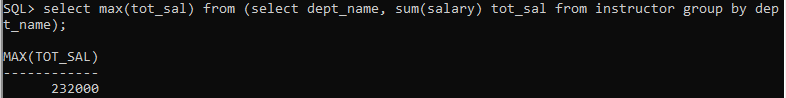 SQL> select max(tot_sal) from (select dept_name, sum(salary) tot_sal from instructor group by dep
t_name);
MAX(TOT_SAL)
------------
232000